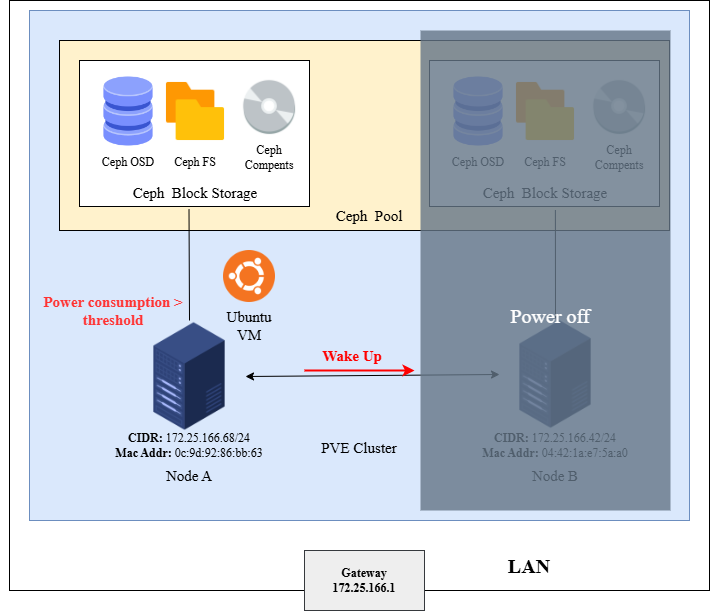 Ceph OSD
Ceph FS
Ceph
Compents
Ceph Block Storage
Ceph OSD
Ceph FS
Ceph
Compents
Ceph Block Storage
Ceph Pool
Power consumption >
threshold
Ubuntu
VM
Power off
Wake Up
CIDR: 172.25.166.68/24
Mac Addr: 0c:9d:92:86:bb:63
Node A
PVE Cluster
CIDR: 172.25.166.42/24
Mac Addr: 04:42:1a:e7:5a:a0
Node B
LAN
Gateway
172.25.166.1